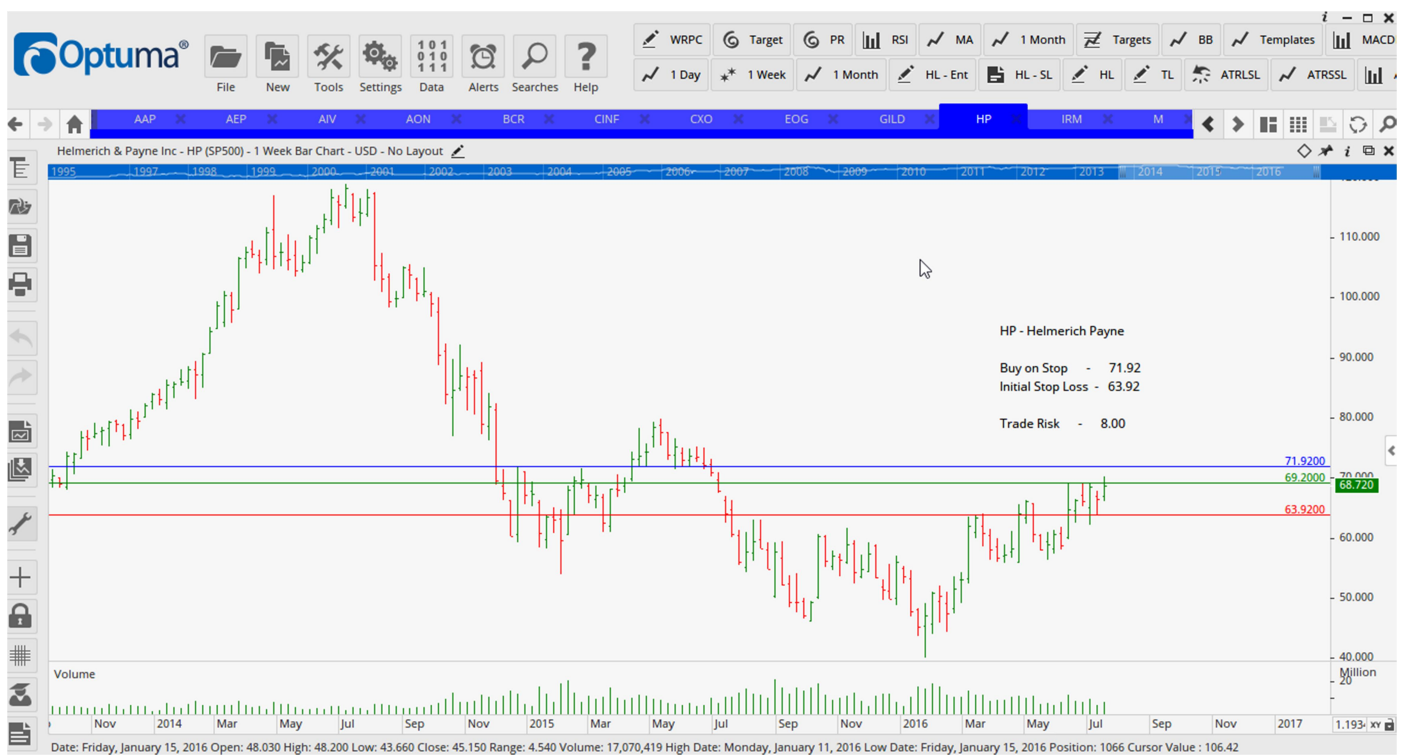 i
Optuma®
WRPC Target PR RSI MA 1 Month Targets BB Templates MACD
1 Day 1 Week 1 Month HL - Ent HL - SL HL TL ATRLSL ATRSSL
101
010
111
File New Tools Settings Data Alerts Searches Help
AAP AEP AIV AON BCR CINF CXO EOG GILD HP IRM M
Helmerich & Payne Inc - HP (SP500) - 1 Week Bar Chart - USD - No Layout
1995 1997 1998 1999 2000 2001 2002 2003 2004 2005 2006 2007 2008 2009 2010 2011 2012 2013 2014 2015 2016
110.000
100.000
HP - Helmerich Payne
90.000
Buy on Stop - 71.92
Initial Stop Loss - 63.92
80.000
Trade Risk - 8.00
71.9200
69.2000 70.000
68.720
63.9200
60.000
50.000
40.000
Volume
Million
20
Nov 2014 Mar May Jul Sep Nov 2015 Mar May Jul Sep Nov 2016 Mar May Jul Sep Nov 2017 1.193- XY
Date: Friday, January 15, 2016 Open: 48.030 High: 48.200 Low: 43.660 Close: 45.150 Range: 4.540 Volume: 17,070,419 High Date: Monday, January 11, 2016 Low Date: Friday, January 15, 2016 Position: 1066 Cursor Value : 106.42